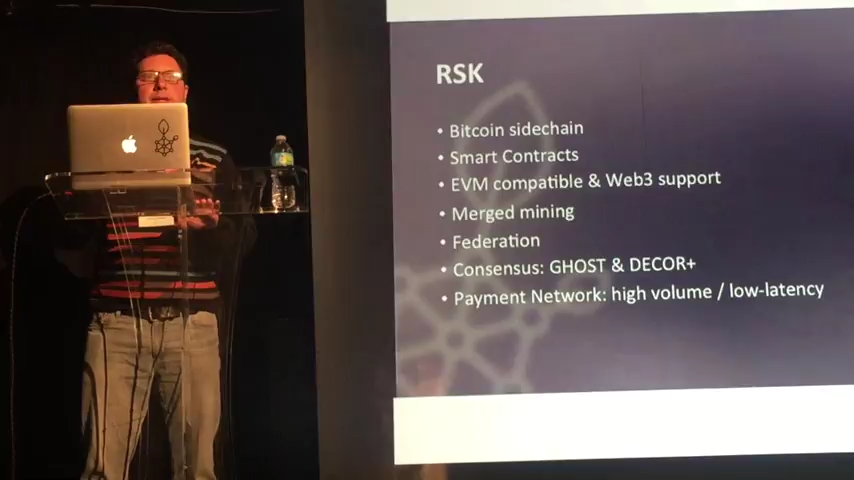 RSK
• Bitcoin sidechain
• Smart Contracts
• EVM compatible & Web3 support
• Merged mining
• Federation
• Consensus: GHOST & DECOR+
• Payment Network: high volume / low-latency